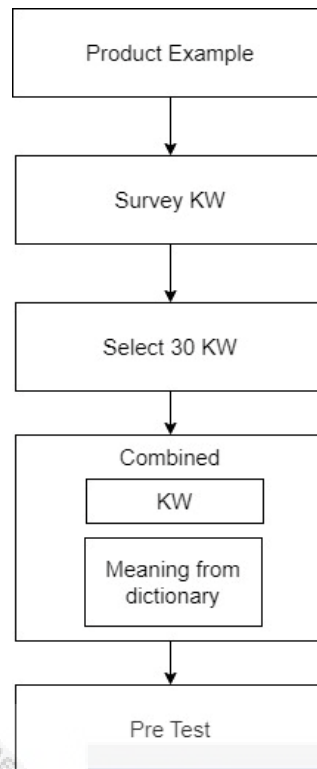 Product Example
Survey KW
Select 30 KW
Combined
KW
Meaning from
dictionary
Pre Test